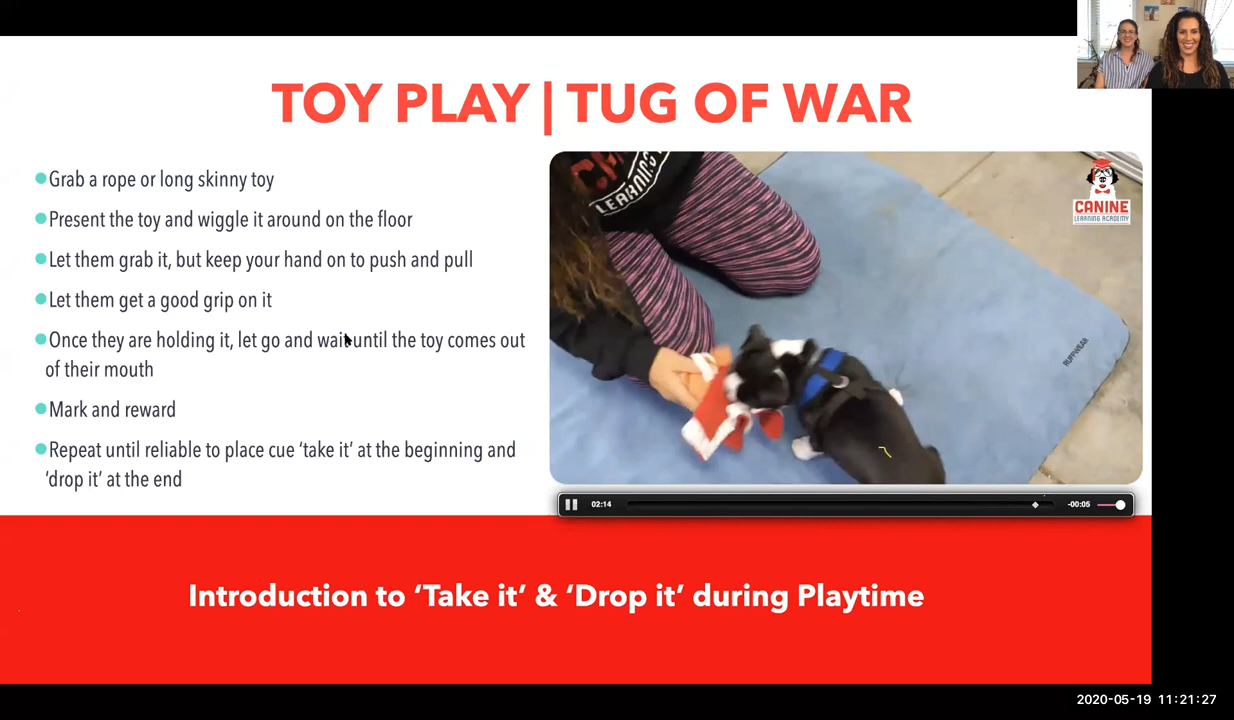 TOY PLAY | TUG OF WAR
Grab a rope or long skinny toy
Present the toy and wiggle it around on the floor
Let them grab it, but keep your hand on to push and pull
Let them get a good grip on it
Once they are holding it, let go and wait until the toy comes out
of their mouth
Mark and reward
Repeat until reliable to place cue ‘take it’ at the beginning and
‘drop it’ at the end
LEARNING
CANINE
LEARNING ACADEMY
RUFFWEAR
02:14
-00:05
Introduction to ‘Take it’ & ‘Drop it’ during Playtime
2020-05-19 11:21:27